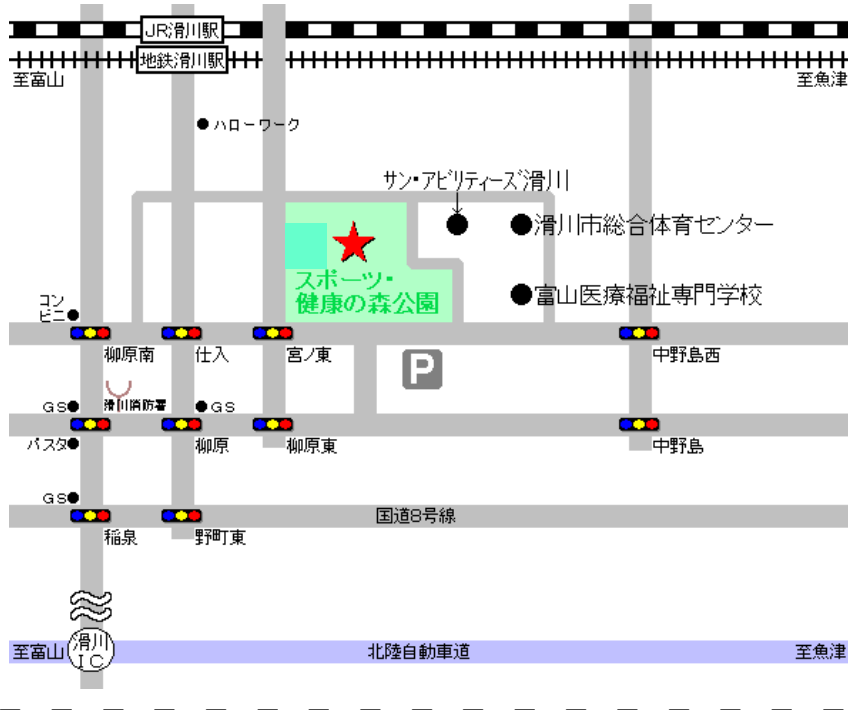 JR滑川駅
地鉄滑川駅
至富山
至魚津
ハローワーク
サン・アビリティーズ滑川
滑川市総合体育センター
スポーツ・
健康の森公園
富山医療福祉専門学校
コン
ビニ
柳原南
仕入
宮ノ東
中野島西
P
GS
滑川消防署
GS
パスタ
柳原
柳原東
中野島
GS
国道8号線
稲泉
野町東
滑川
IC
至富山
北陸自動車道
至魚津